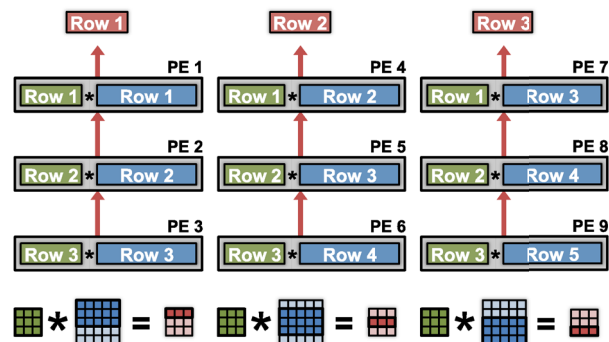 Row 1 Row 2 Row 3
PE 1 PE 4 PE 7
Row 1 * Row 1 Row 1 * Row 2 Row 1 * Row 3
PE 2 PE 5 PE 8
Row 2 * Row 2 Row 2 * Row 3 Row 2 * Row 4
PE 3 PE 6 PE 9
Row 3 * Row 3 Row 3 * Row 4 Row 3 * Row 5
* = * = * =